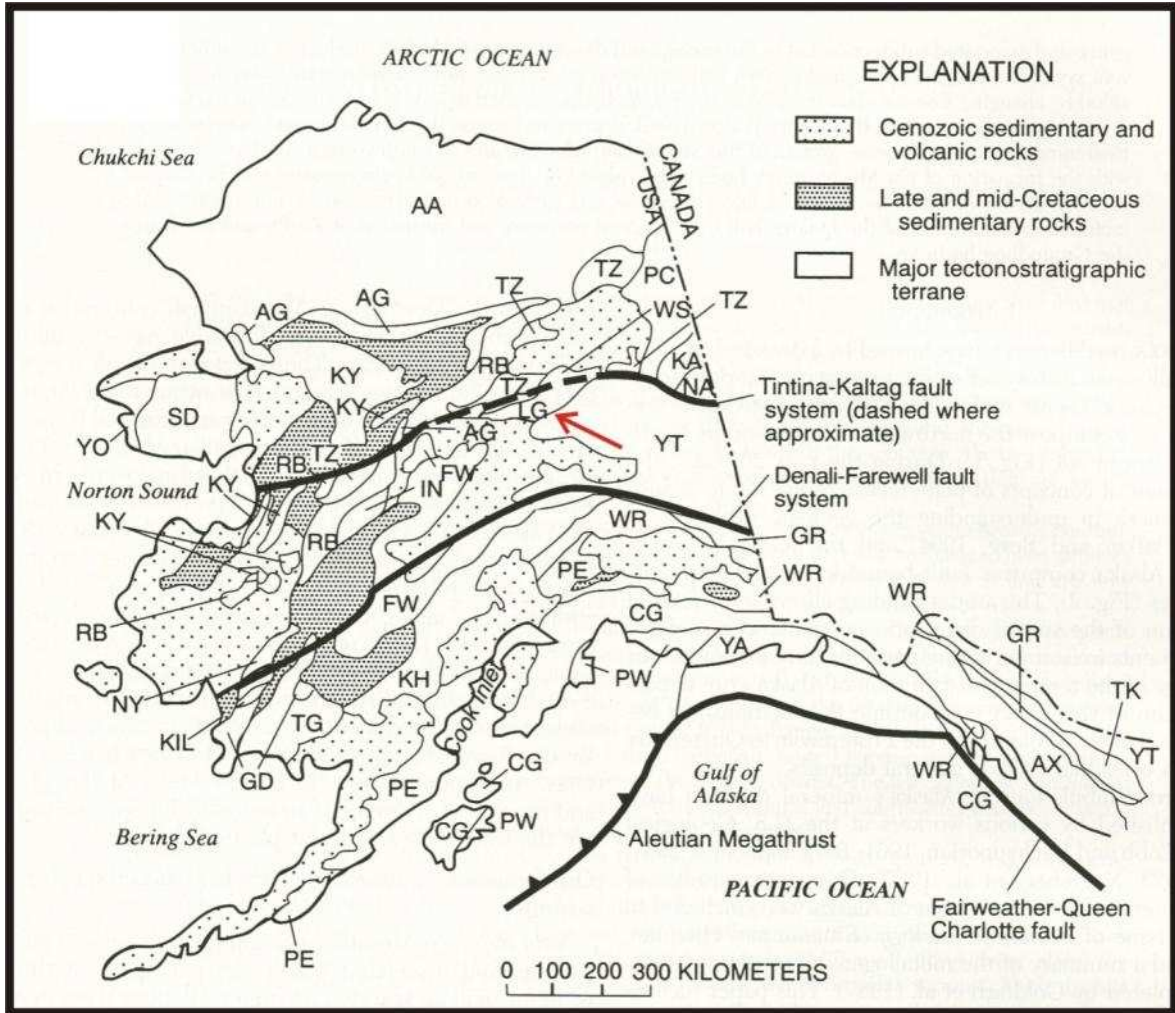 ARCTIC OCEAN
EXPLANATION
Cenozoic sedimentary and
volcanic rocks
Late and mid-Cretaceous
sedimentary rocks
Major tectonostratigraphic
terrane
Chukchi Sea
CANADA
USA
AA
TZ
PC
TZ
AG
AG
WS
TZ
RB
KA
KY
TZ
NA
Tintina-Kaltag fault
system (dashed where
approximate)
SD
KY
LG
YO
AG
YT
RB
TZ
FW
Denali-Farewell fault
system
Norton Sound
KY
IN
KY
WR
GR
RB
PE
WR
FW
CG
WR
RB
YA
GR
NY
KH
PW
TK
KIL
TG
Cook Inlet
YT
GD
CG
Gulf of
Alaska
WR
AX
PE
CG
PW
CG
Bering Sea
Aleutian Megathrust
PACIFIC OCEAN
Fairweather-Queen
Charlotte fault
PE
0 100 200 300 KILOMETERS